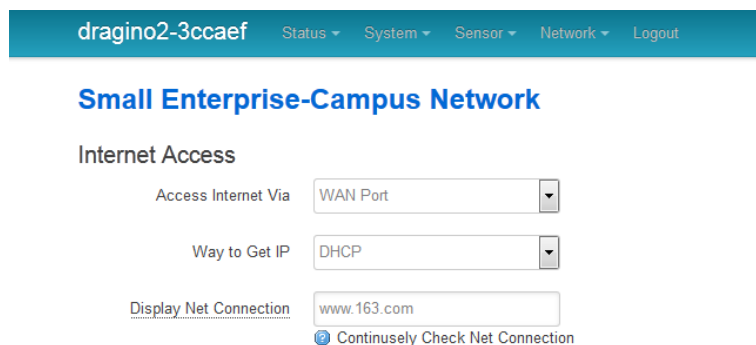 dragino2-3ccaef Status System Sensor Network Logout
Small Enterprise-Campus Network
Internet Access
Access Internet Via WAN Port
Way to Get IP DHCP
Display Net Connection www.163.com
Continusely Check Net Connection